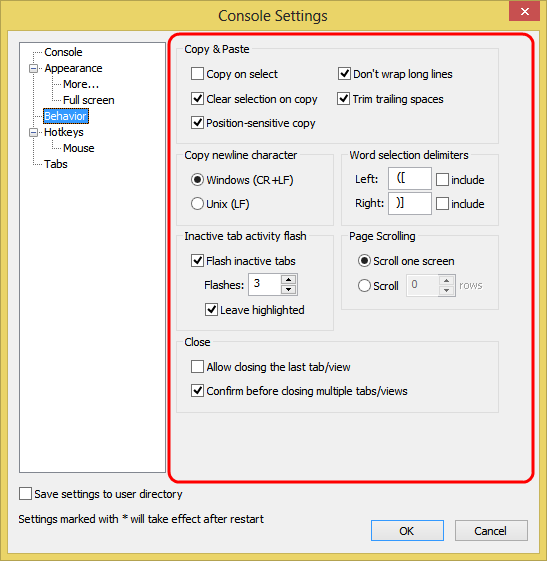 Console Settings
Console
Appearance
More...
Full screen
Behavior
Hotkeys
Mouse
Tabs
Copy & Paste
Copy on select
Don't wrap long lines
Clear selection on copy
Trim trailing spaces
Position-sensitive copy
Copy newline character
Windows (CR+LF)
Unix (LF)
Word selection delimiters
Left: ([ include
Right: )] include
Inactive tab activity flash
Flash inactive tabs
Flashes: 3
Leave highlighted
Page Scrolling
Scroll one screen
Scroll 0 rows
Close
Allow closing the last tab/view
Confirm before closing multiple tabs/views
Save settings to user directory
Settings marked with * will take effect after restart
OK Cancel